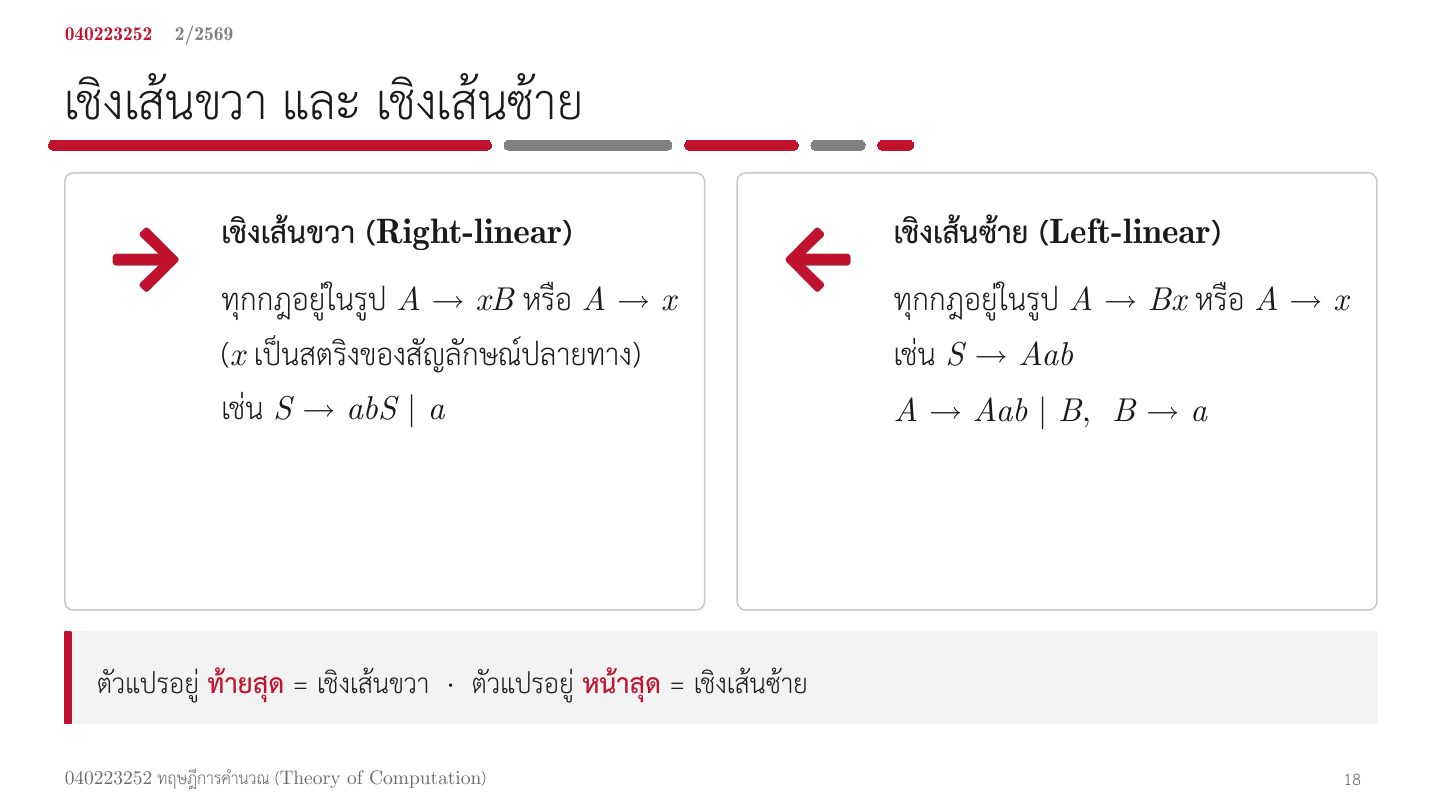 040223252 2/2569
เชิงเส้นขวา และ เชิงเส้นซ้าย
เชิงเส้นขวา (Right-linear)
ทุกกฎอยู่ในรูป A → xB หรือ A → x
(x เป็นสตริงของสัญลักษณ์ปลายทาง)
เช่น S → abS | a
เชิงเส้นซ้าย (Left-linear)
ทุกกฎอยู่ในรูป A → Bx หรือ A → x
เช่น S → Aab
A → Aab | B, B → a
ตัวแปรอยู่ ท้ายสุด = เชิงเส้นขวา · ตัวแปรอยู่ หน้าสุด = เชิงเส้นซ้าย
040223252 ทฤษฎีการคำนวณ (Theory of Computation)
18